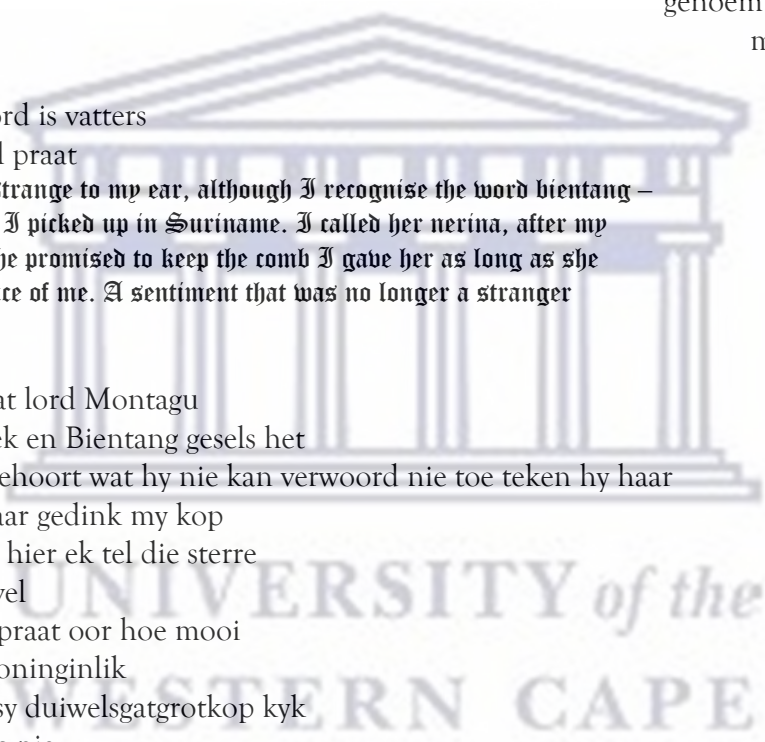 genoem
m
ord is vatters
praat
strange to my ear, although I recognise the word bientang –
I picked up in Suriname. I called her nerina, after my
he promised to keep the comb I gave her as long as she
ce of me. A sentiment that was no longer a stranger
at lord Montagu
ek en Bientang gesels het
ehoort wat hy nie kan verwoord nie toe teken hy haar
aar gedink my kop
hier ek tel die sterre
vel
praat oor hoe mooi
oninginlik
sy duiwelsgatgrotkop kyk
UNIVERSITY of the
WESTERN CAPE